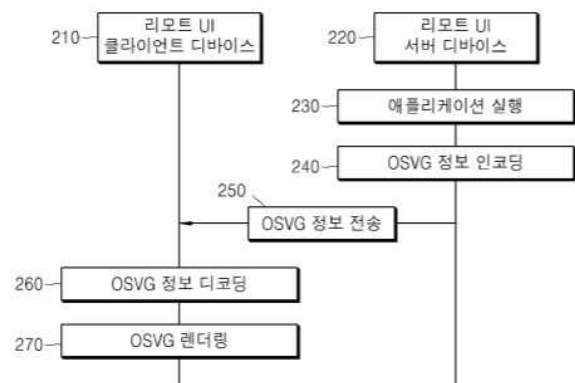 210
리모트 UI
클라이언트 디바이스
220
리모트 UI
서버 디바이스
230
애플리케이션 실행
240
OSVG 정보 인코딩
250
OSVG 정보 전송
260
OSVG 정보 디코딩
270
OSVG 렌더링